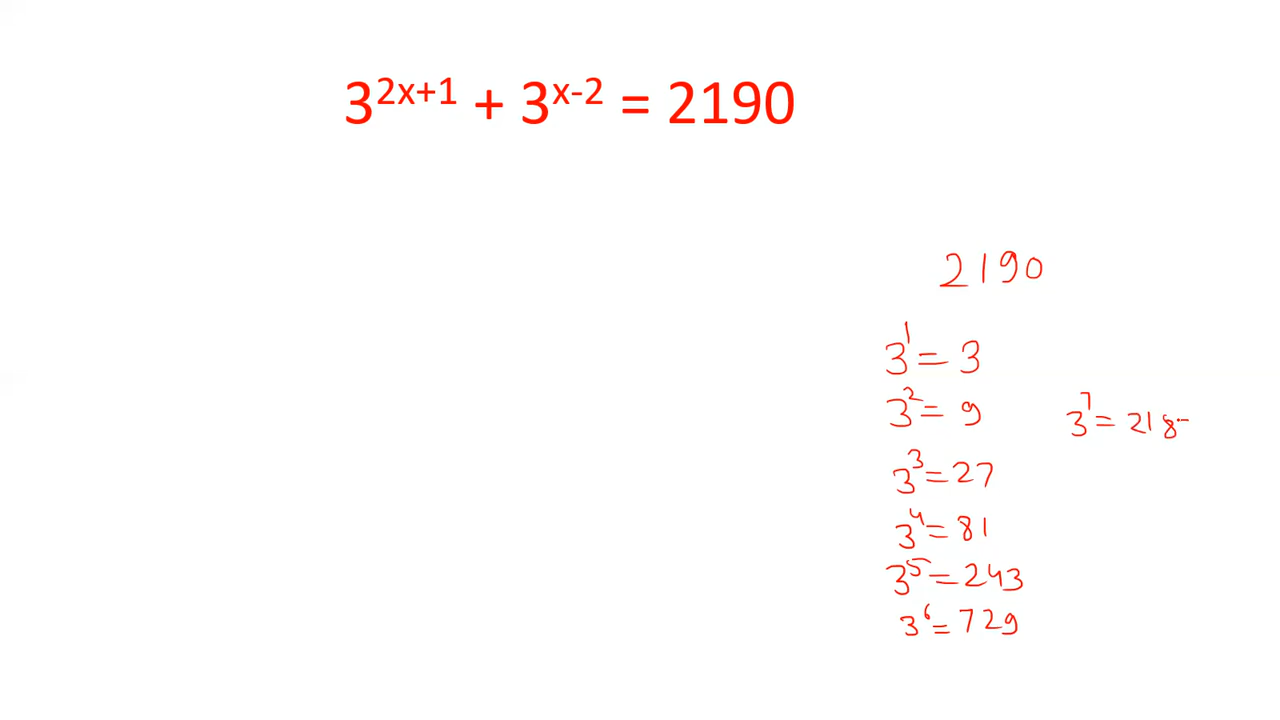 3^{2x+1} + 3^{x-2} = 2190
2190
3^1 = 3
3^2 = 9
3^3 = 27
3^4 = 81
3^5 = 243
3^6 = 729
3^7 = 218